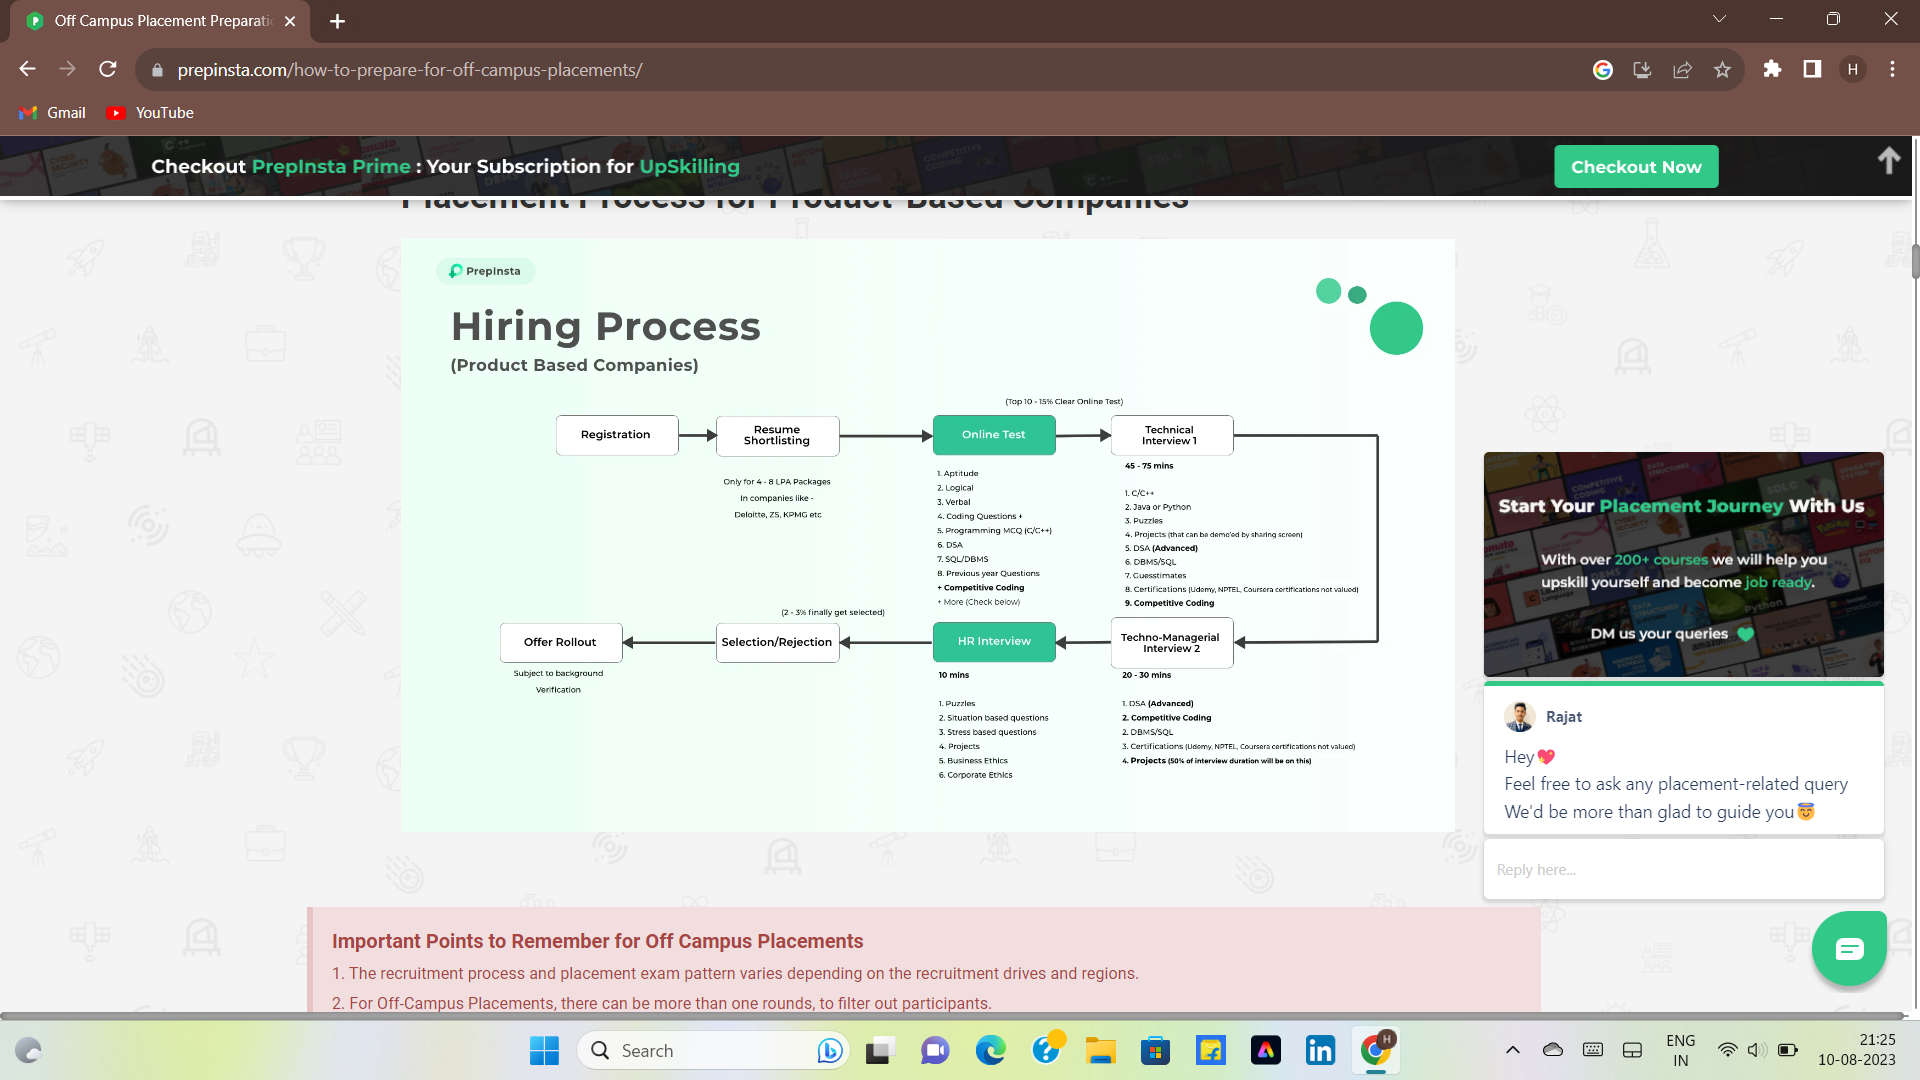 Off Campus Placement Preparatio
prepinsta.com/how-to-prepare-for-off-campus-placements/
H
Gmail
YouTube
Checkout PrepInsta Prime : Your Subscription for UpSkilling
Checkout Now
Placement Process for Product-Based Companies
PrepInsta
Hiring Process
(Product Based Companies)
(Top 10 - 15% Clear Online Test)
Registration
Resume
Shortlisting
Online Test
Technical
Interview 1
Only for 4 - 8 LPA Packages
In companies like -
Deloitte, ZS, KPMG etc
1. Aptitude
2. Logical
3. Verbal
4. Coding Questions +
5. Programming MCQ (C/C++)
6. DSA
7. SQL/DBMS
8. Previous year Questions
+ Competitive Coding
+ More (Check below)
45 - 75 mins
1. C/C++
2. Java or Python
3. Puzzles
4. Projects (that can be demo'ed by sharing screen)
5. DSA (Advanced)
6. DBMS/SQL
7. Guesstimates
8. Certifications (Udemy, NPTEL, Coursera certifications not valued)
9. Competitive Coding
(2 - 3% finally get selected)
Offer Rollout
Selection/Rejection
HR Interview
Techno-Managerial
Interview 2
Subject to background
Verification
10 mins
1. Puzzles
2. Situation based questions
3. Stress based questions
4. Projects
5. Business Ethics
6. Corporate Ethics
20 - 30 mins
1. DSA (Advanced)
2. Competitive Coding
2. DBMS/SQL
3. Certifications (Udemy, NPTEL, Coursera certifications not valued)
4. Projects (50% of interview duration will be on this)
Start Your Placement Journey With Us
With over 200+ courses we will help you
upskill yourself and become job ready.
DM us your queries
Rajat
Hey💖
Feel free to ask any placement-related query
We'd be more than glad to guide you😇
Reply here...
Important Points to Remember for Off Campus Placements
1. The recruitment process and placement exam pattern varies depending on the recruitment drives and regions.
2. For Off-Campus Placements, there can be more than one rounds, to filter out participants.
Search
H
ENG
IN
21:25
10-08-2023